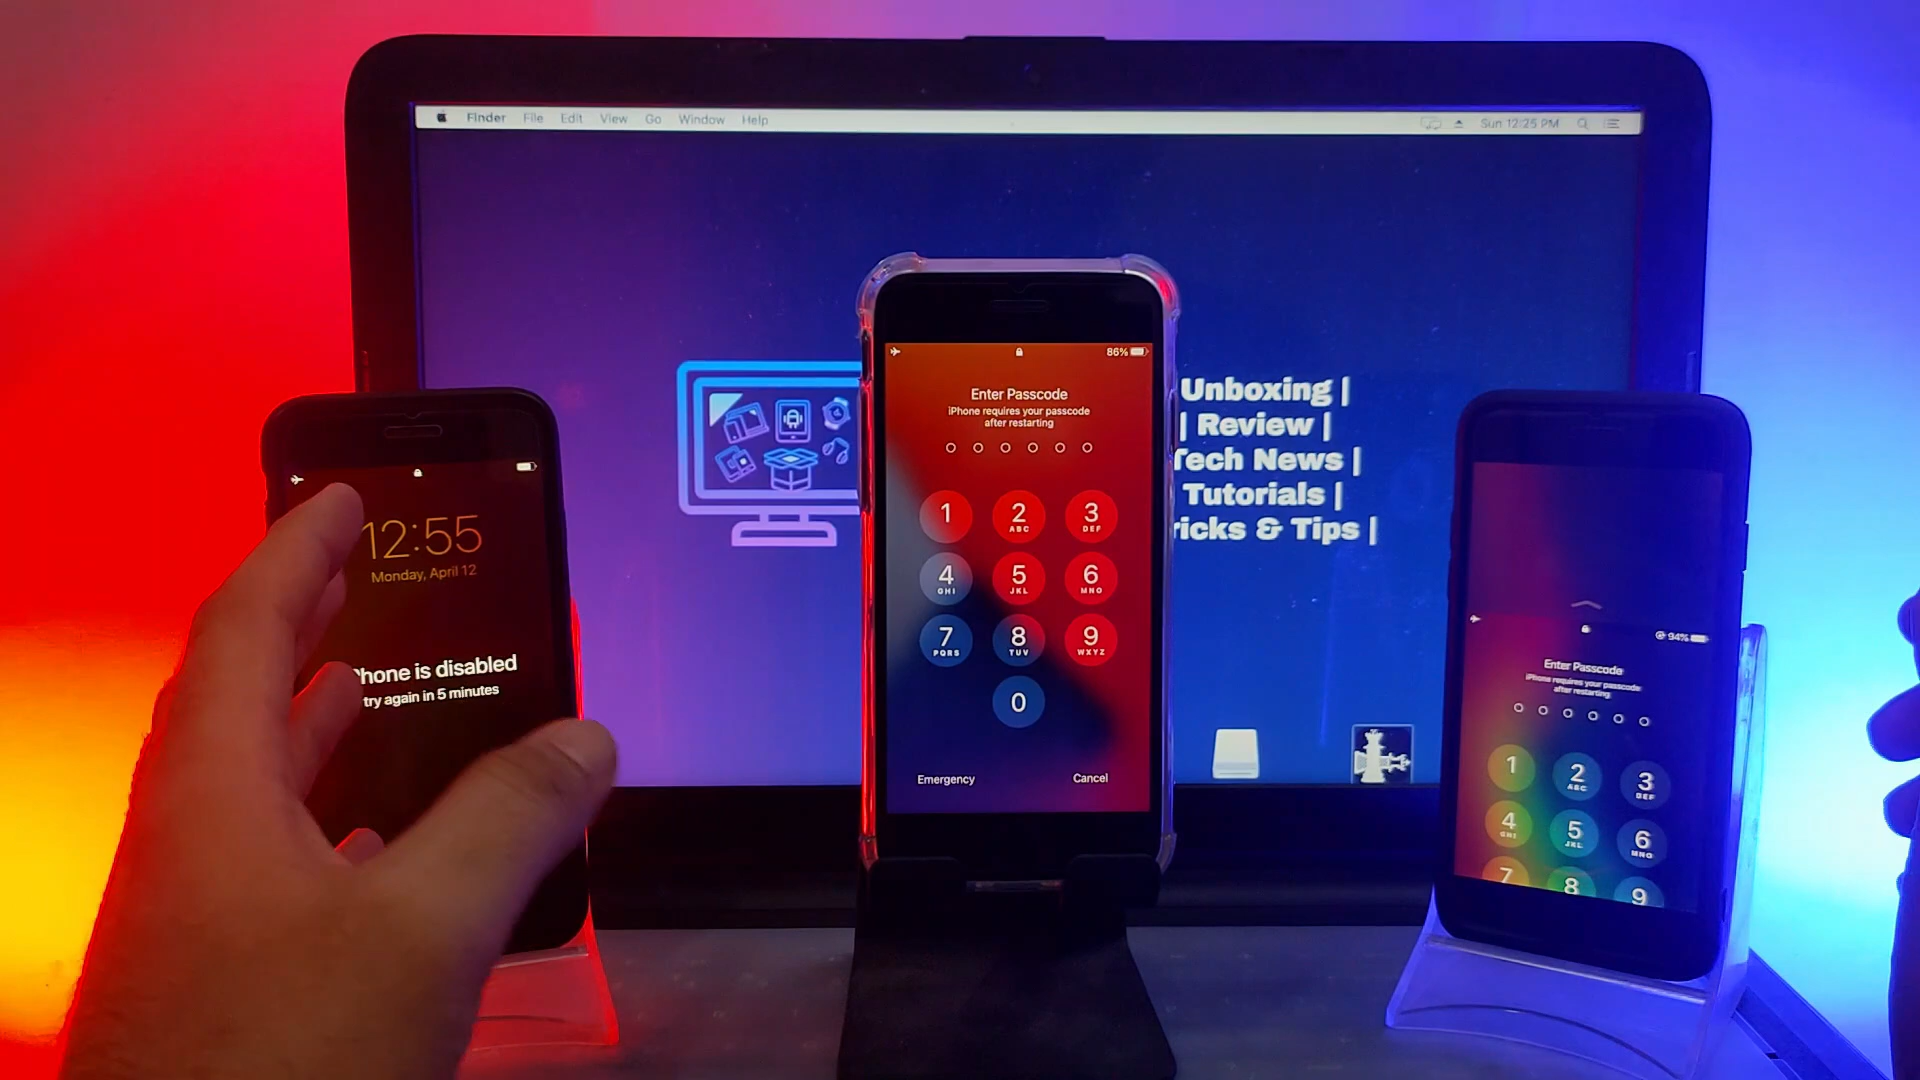 Finder File Edit View Go Window Help
Sun 12:25 PM
Unboxing |
| Review |
Tech News |
Tutorials |
ricks & Tips |
12:55
Monday, April 12
Phone is disabled
try again in 5 minutes
86%
Enter Passcode
iPhone requires your passcode
after restarting
1 2 3
ABC DEF
4 5 6
GHI JKL MNO
7 8 9
PQRS TUV WXYZ
0
Emergency Cancel
94%
Enter Passcode
iPhone requires your passcode
after restarting
1 2 3
ABC DEF
4 5 6
GHI JKL MNO
7 8 9